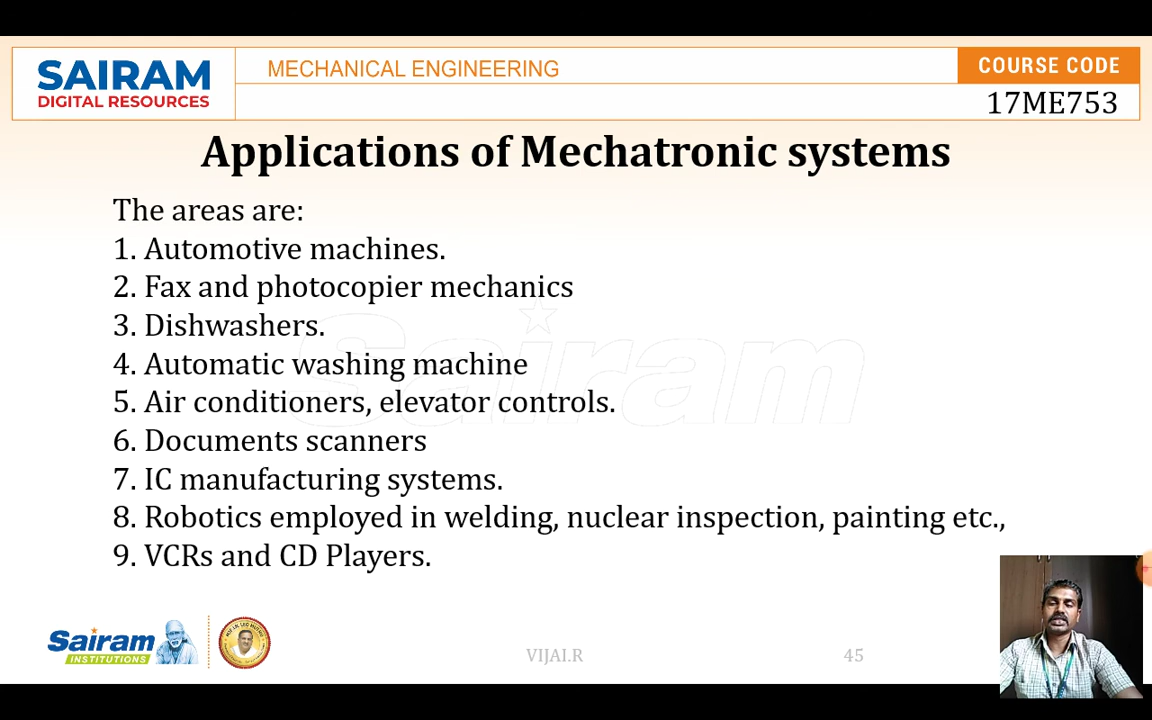 SAIRAM
DIGITAL RESOURCES
MECHANICAL ENGINEERING
COURSE CODE
17ME753
Applications of Mechatronic systems
The areas are:
1. Automotive machines.
2. Fax and photocopier mechanics
3. Dishwashers.
4. Automatic washing machine
5. Air conditioners, elevator controls.
6. Documents scanners
7. IC manufacturing systems.
8. Robotics employed in welding, nuclear inspection, painting etc.,
9. VCRs and CD Players.
Sairam
Sairam
INSTITUTIONS
VIJAI.R
45